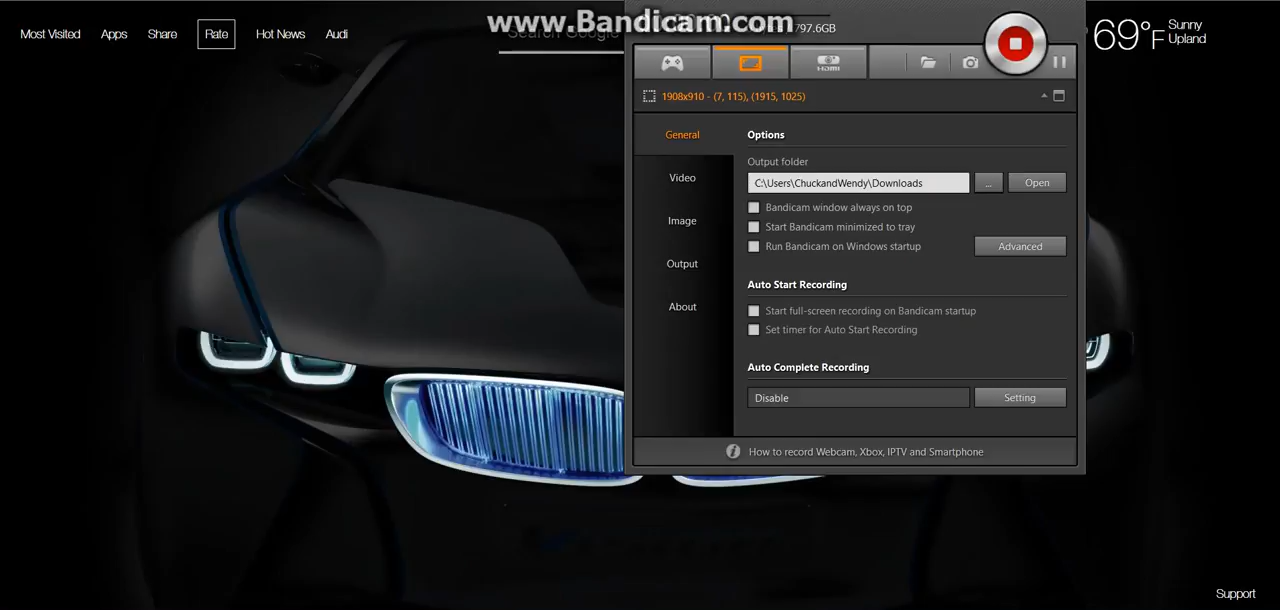 www.Bandicam.com
Most Visited
Apps
Share
Rate
Hot News
Audi
Search Google
797.6GB
69°F
Sunny
Upland
HDMI
1908x910 - (7, 115), (1915, 1025)
General
Video
Image
Output
About
Options
Output folder
C:\Users\ChuckandWendy\Downloads
...
Open
Bandicam window always on top
Start Bandicam minimized to tray
Run Bandicam on Windows startup
Advanced
Auto Start Recording
Start full-screen recording on Bandicam startup
Set timer for Auto Start Recording
Auto Complete Recording
Disable
Setting
How to record Webcam, Xbox, IPTV and Smartphone
Support